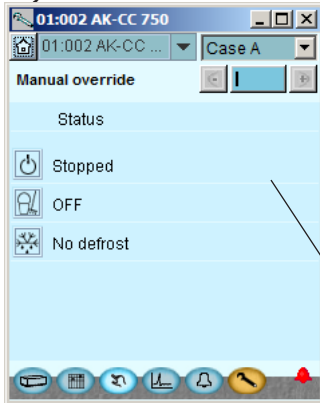 01:002 AK-CC 750
01:002 AK-CC ...
Case A
Manual override
Status
Stopped
OFF
No defrost